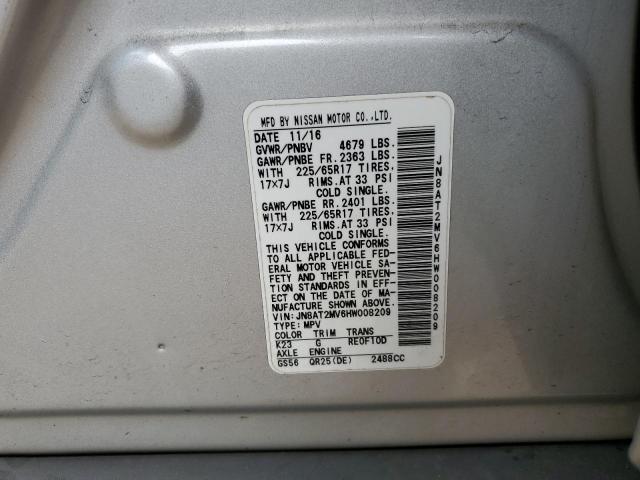 MFD BY NISSAN MOTOR CO.,LTD.
DATE 11/16
GVWR/PNBV 4679 LBS.
GAWR/PNBE FR. 2363 LBS.
WITH 225/65R17 TIRES,
17X7J RIMS.AT 33 PSI
COLD SINGLE.
GAWR/PNBE RR. 2401 LBS.
WITH 225/65R17 TIRES,
17X7J RIMS.AT 33 PSI
COLD SINGLE.
THIS VEHICLE CONFORMS
TO ALL APPLICABLE FED-
ERAL MOTOR VEHICLE SA-
FETY AND THEFT PREVEN-
TION STANDARDS IN EFF-
ECT ON THE DATE OF MA-
NUFACTURE SHOWN ABOVE.
VIN: JN8AT2MV6HW008209
TYPE: MPV
COLOR TRIM TRANS
K23 G RE0F10D
AXLE ENGINE
GS56 QR25(DE) 2488CC
JN8AT2MV6HW008209